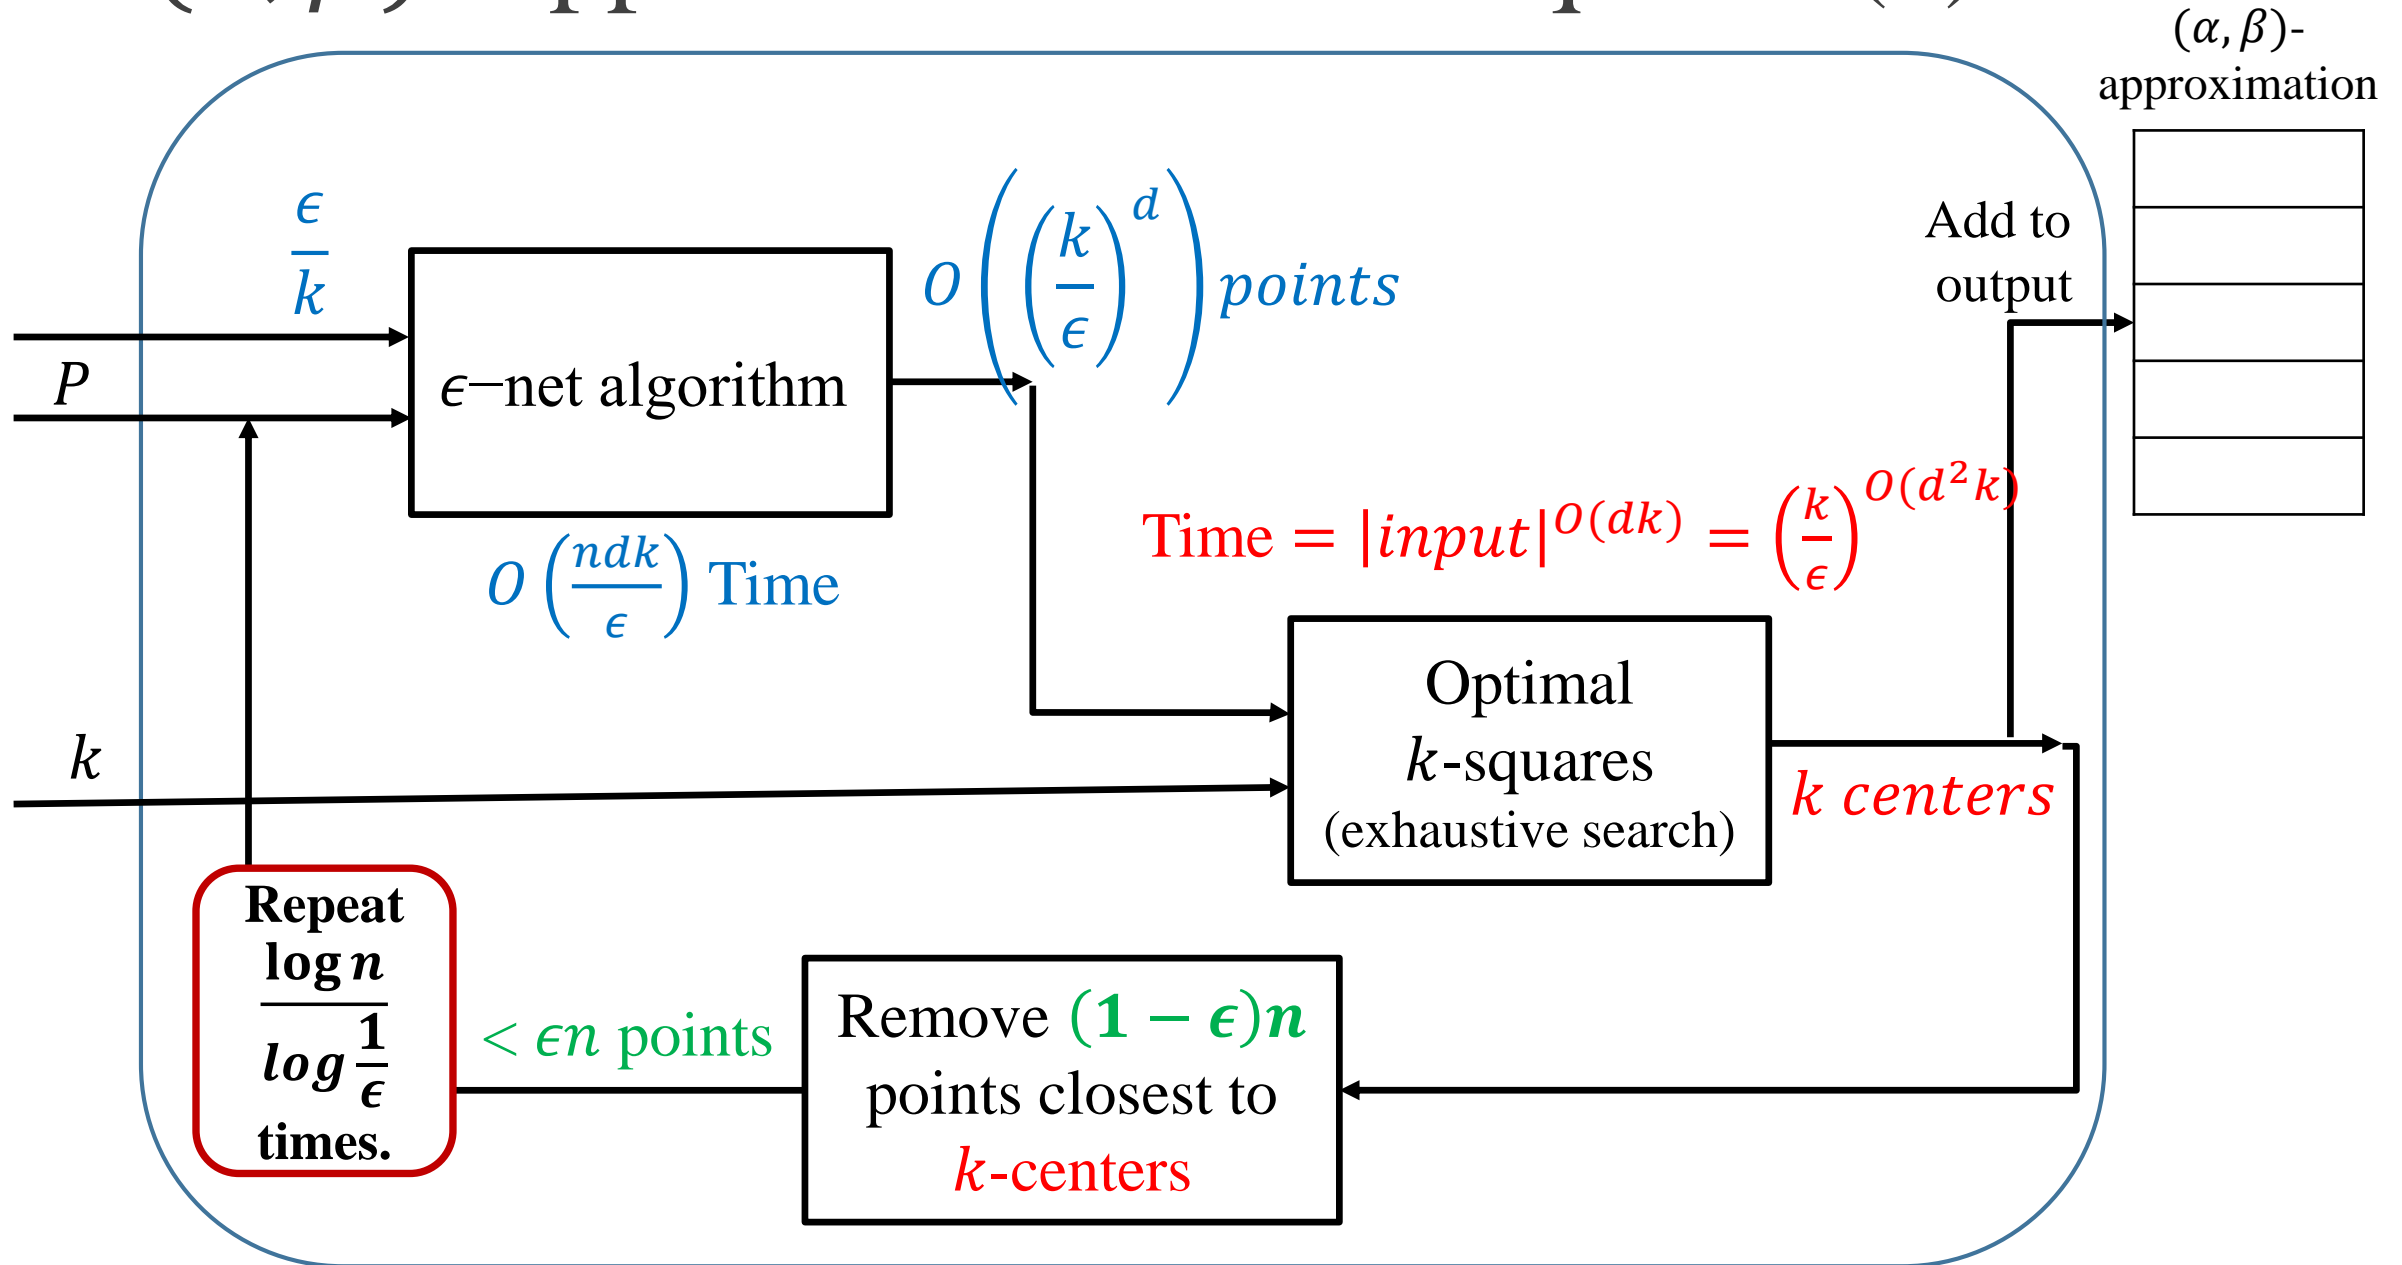 (α, β)-
approximation
Add to
output
ϵ/k
O((k/ϵ)^d) points
P
ϵ–net algorithm
O(ndk/ϵ) Time
Time = |input|^{O(dk)} = (k/ϵ)^{O(d²k)}
k
Optimal
k-squares
(exhaustive search)
k centers
Repeat
log n / log 1/ϵ
times.
< ϵn points
Remove (1 − ϵ)n
points closest to
k-centers